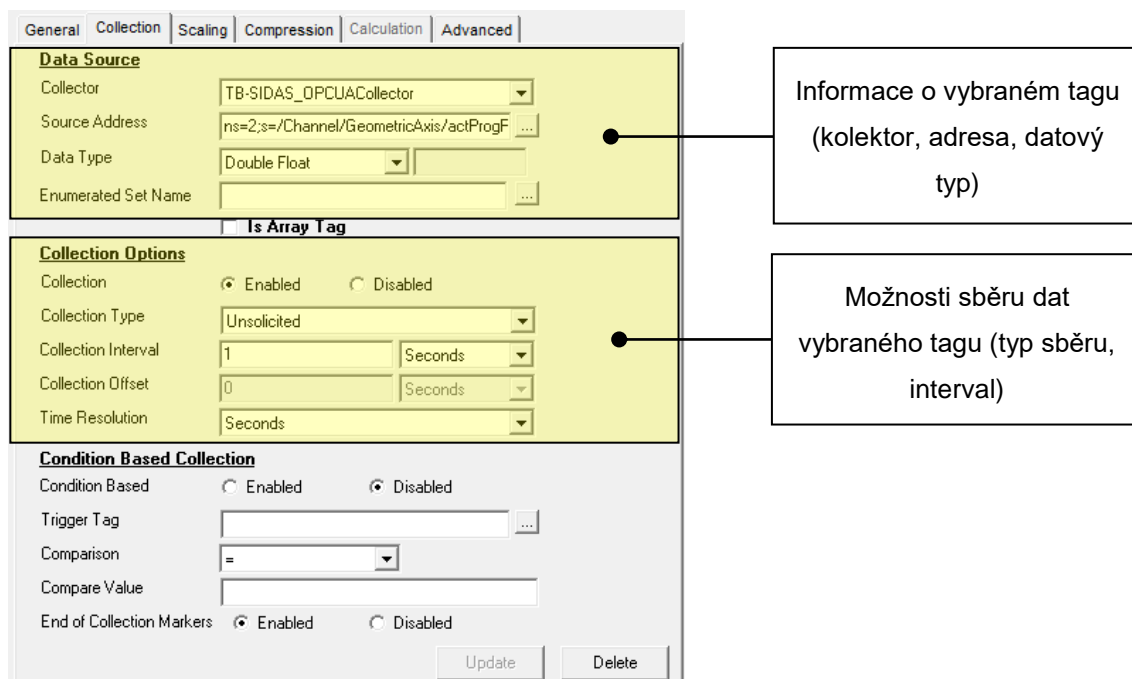 General Collection Scaling Compression Calculation Advanced
Data Source
Collector TB-SIDAS_OPCUACollector
Source Address ns=2;s=/Channel/GeometricAxis/actProgF ...
Data Type Double Float
Enumerated Set Name ...
Is Array Tag
Collection Options
Collection Enabled Disabled
Collection Type Unsolicited
Collection Interval 1 Seconds
Collection Offset 0 Seconds
Time Resolution Seconds
Condition Based Collection
Condition Based Enabled Disabled
Trigger Tag ...
Comparison =
Compare Value
End of Collection Markers Enabled Disabled
Update Delete
Informace o vybraném tagu
(kolektor, adresa, datový
typ)
Možnosti sběru dat
vybraného tagu (typ sběru,
interval)